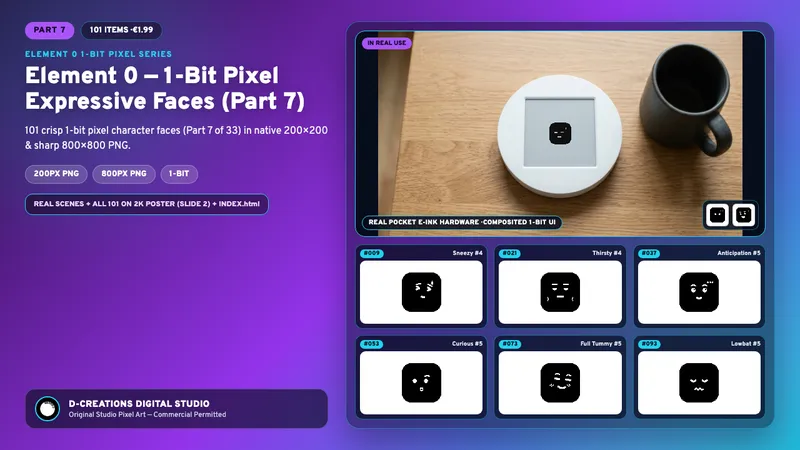 PART 7
101 ITEMS · €1.99
ELEMENT 0 1-BIT PIXEL SERIES
Element 0 — 1-Bit Pixel
Expressive Faces (Part 7)
101 crisp 1-bit pixel character faces (Part 7 of 33) in native 200×200
& sharp 800×800 PNG.
200PX PNG
800PX PNG
1-BIT
REAL SCENES + ALL 101 ON 2K POSTER (SLIDE 2) + INDEX.html
D-CREATIONS DIGITAL STUDIO
Original Studio Pixel Art — Commercial Permitted
IN REAL USE
REAL POCKET E-INK HARDWARE · COMPOSITED 1-BIT UI
#009
Sneezy #4
#021
Thirsty #4
#037
Anticipation #5
#053
Curious #5
#073
Full Tummy #5
#093
Lowbat #5